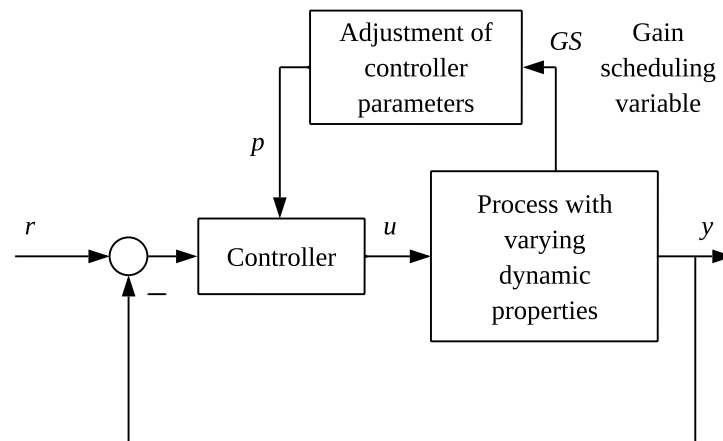 Adjustment of
controller
parameters
GS
Gain
scheduling
variable
p
r
Controller
u
Process with
varying
dynamic
properties
y
−